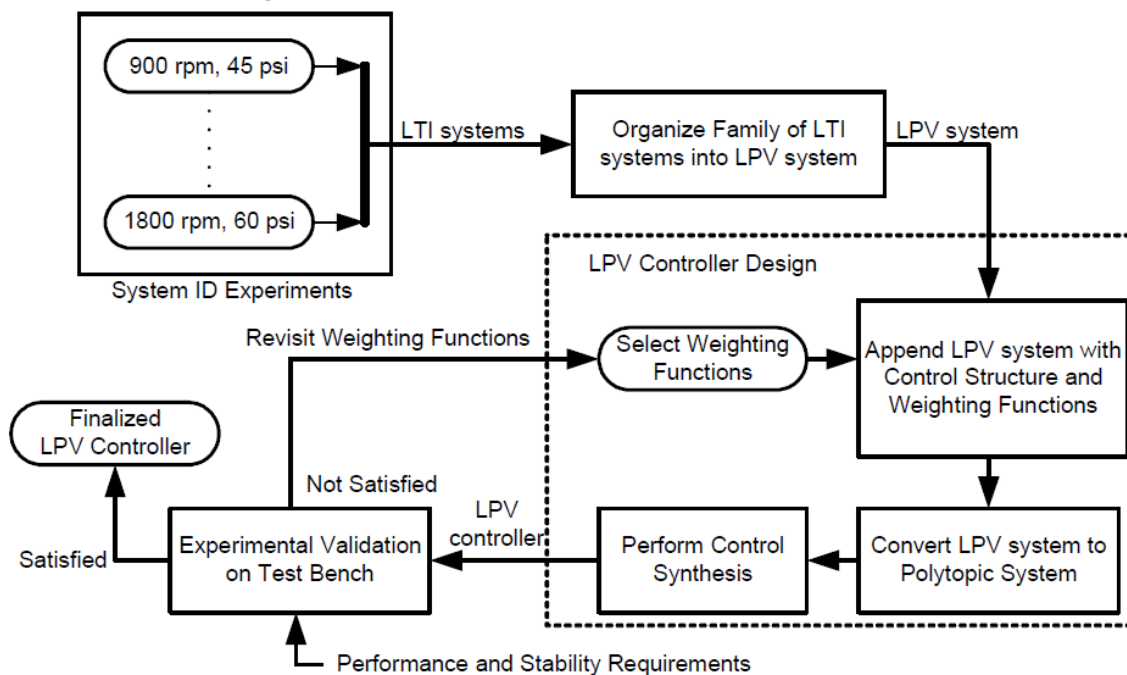 900 rpm, 45 psi
1800 rpm, 60 psi
System ID Experiments
LTI systems
Organize Family of LTI
systems into LPV system
LPV system
LPV Controller Design
Revisit Weighting Functions
Select Weighting
Functions
Append LPV system with
Control Structure and
Weighting Functions
Finalized
LPV Controller
Not Satisfied
Satisfied
Experimental Validation
on Test Bench
LPV
controller
Perform Control
Synthesis
Convert LPV system to
Polytopic System
Performance and Stability Requirements